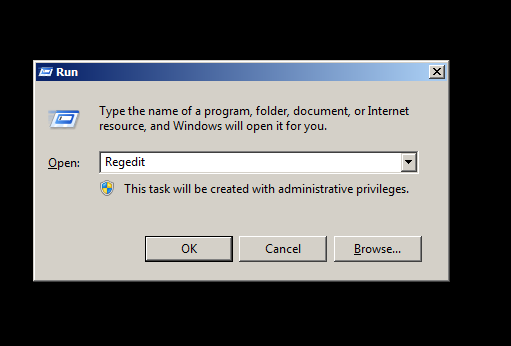 Run
Type the name of a program, folder, document, or Internet
resource, and Windows will open it for you.
Open:
Regedit
This task will be created with administrative privileges.
OK
Cancel
Browse...